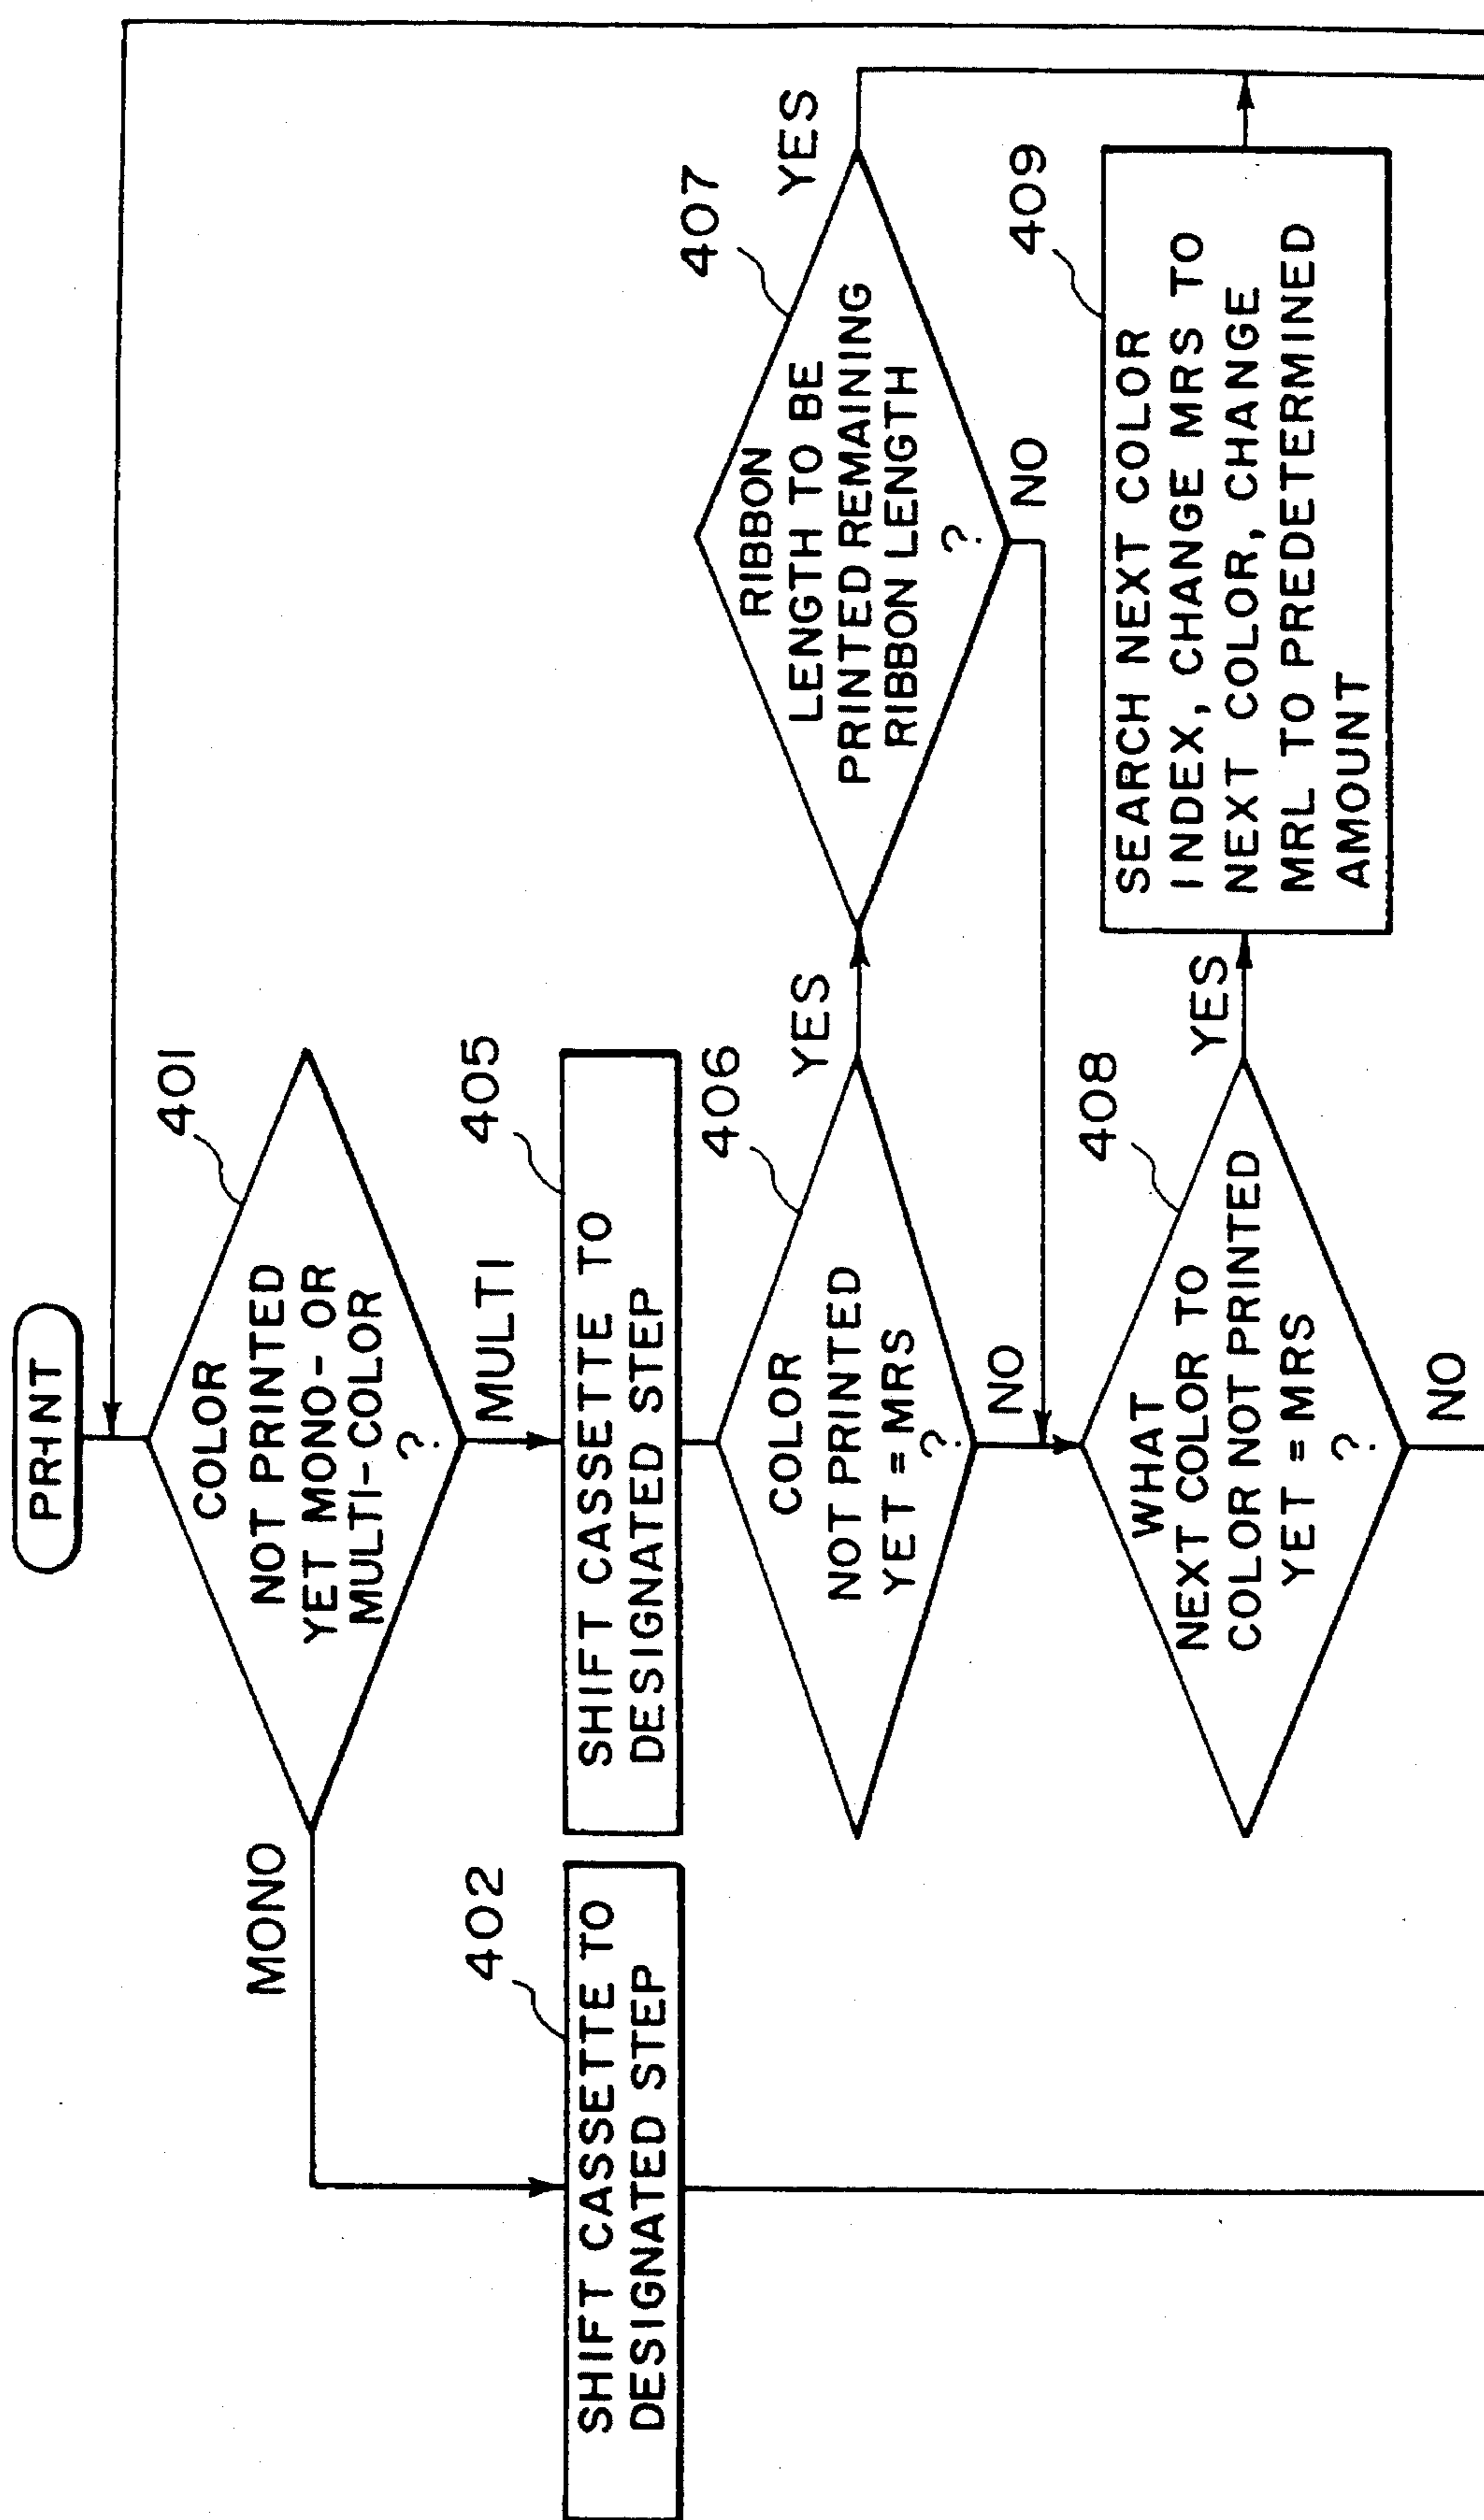 PRINT
401
COLOR
NOT PRINTED
YET MONO-OR
MULTI-COLOR
?
MONO
MULTI
402
SHIFT CASSETTE TO
DESIGNATED STEP
405
SHIFT CASSETTE TO
DESIGNATED STEP
406
COLOR
NOT PRINTED
YET = MRS
?
YES
NO
407
RIBBON
LENGTH TO BE
PRINTED REMAINING
RIBBON LENGTH
?
YES
NO
408
WHAT
NEXT COLOR TO
COLOR NOT PRINTED
YET = MRS
?
YES
NO
409
SEARCH NEXT COLOR
INDEX, CHANGE MRS TO
NEXT COLOR, CHANGE
MRL TO PREDETERMINED
AMOUNT